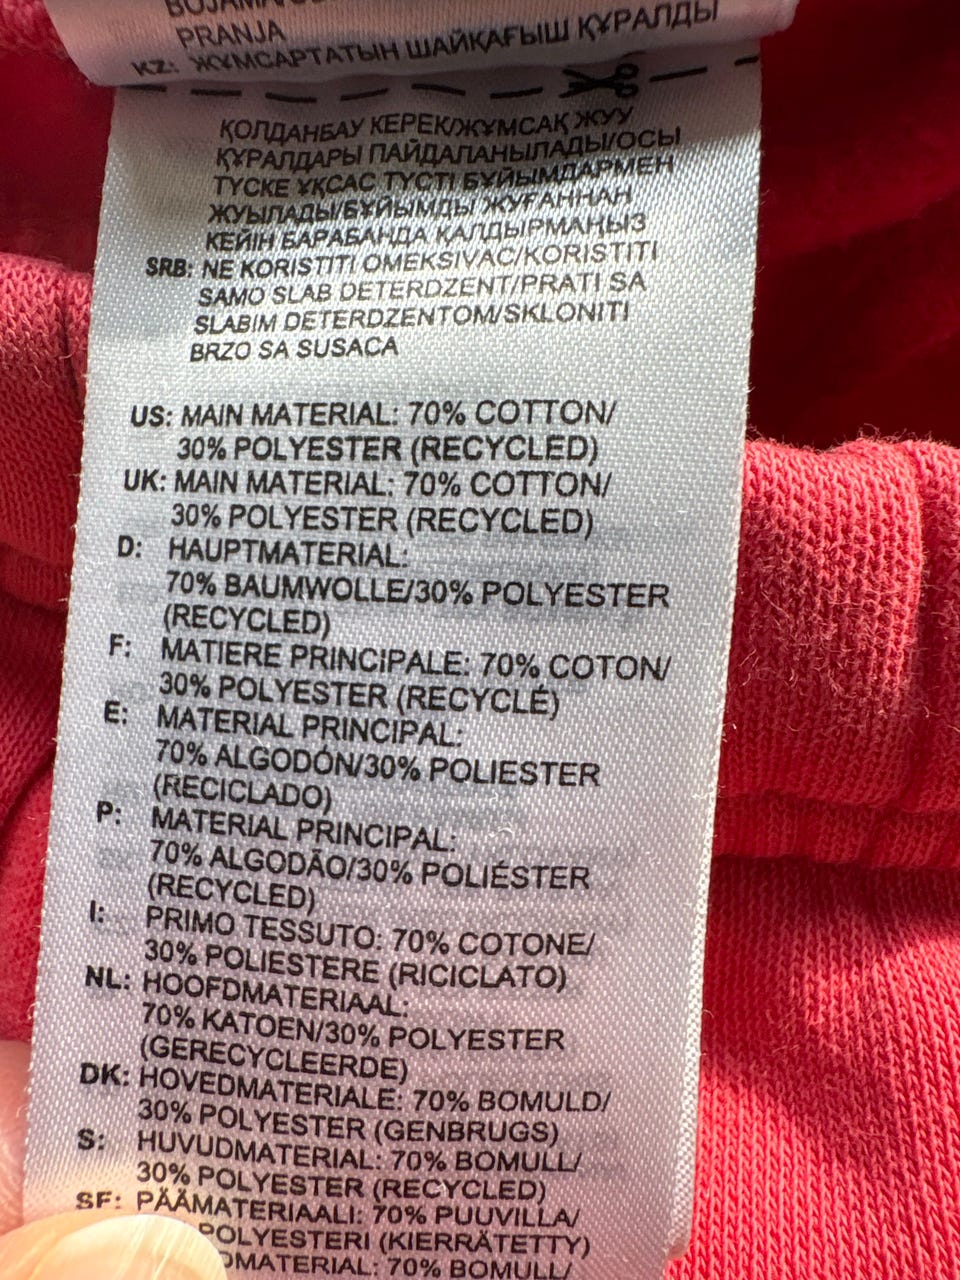 PRANJA
KZ: ЖҰМСАРТАТЫН ШАЙҚАҒЫШ ҚҰРАЛДЫ
ҚОЛДАНБАУ КЕРЕК/ЖҰМСАҚ ЖУУ
ҚҰРАЛДАРЫ ПАЙДАЛАНЫЛАДЫ/ОСЫ
ТҮСКЕ ҰҚСАС ТҮСТІ БҰЙЫМДАРМЕН
ЖУЫЛАДЫ/БҰЙЫМДЫ ЖУҒАННАН
КЕЙІН БАРАБАНДА ҚАЛДЫРМАҢЫЗ
SRB: NE KORISTITI OMEKSIVAC/KORISTITI
SAMO SLAB DETERDZENT/PRATI SA
SLABIM DETERDZENTOM/SKLONITI
BRZO SA SUSACA
US: MAIN MATERIAL: 70% COTTON/
30% POLYESTER (RECYCLED)
UK: MAIN MATERIAL: 70% COTTON/
30% POLYESTER (RECYCLED)
D: HAUPTMATERIAL:
70% BAUMWOLLE/30% POLYESTER
(RECYCLED)
F: MATIERE PRINCIPALE: 70% COTON/
30% POLYESTER (RECYCLÉ)
E: MATERIAL PRINCIPAL:
70% ALGODÓN/30% POLIESTER
(RECICLADO)
P: MATERIAL PRINCIPAL:
70% ALGODÃO/30% POLIÉSTER
(RECYCLED)
I: PRIMO TESSUTO: 70% COTONE/
30% POLIESTERE (RICICLATO)
NL: HOOFDMATERIAAL:
70% KATOEN/30% POLYESTER
(GERECYCLEERDE)
DK: HOVEDMATERIALE: 70% BOMULD/
30% POLYESTER (GENBRUGS)
S: HUVUDMATERIAL: 70% BOMULL/
30% POLYESTER (RECYCLED)
SF: PÄÄMATERIAALI: 70% PUUVILLA/
POLYESTERI (KIERRÄTETTY)
70% BOMULL/